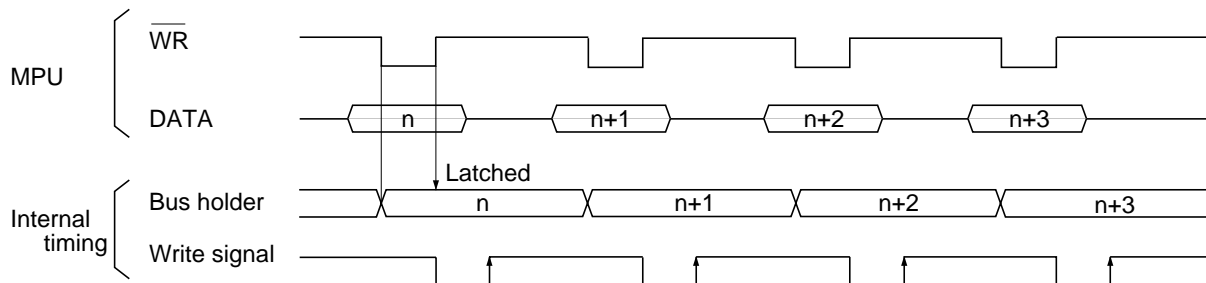 WR
MPU
DATA
n
n+1
n+2
n+3
Latched
Bus holder
n
n+1
n+2
n+3
Internal
timing
Write signal